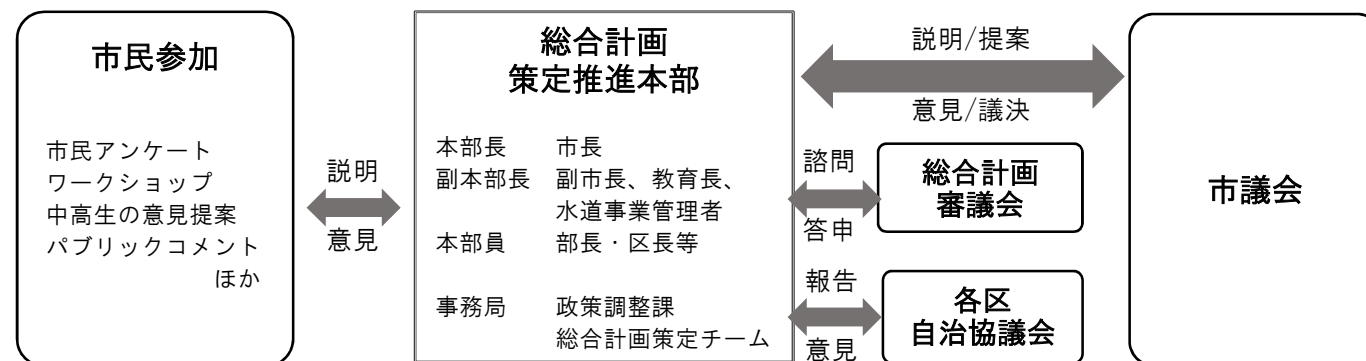 市民参加
市民アンケート
ワークショップ
中高生の意見提案
パブリックコメント
ほか
説明
意見
総合計画
策定推進本部
本部長 市長
副本部長 副市長、教育長、
水道事業管理者
本部員 部長・区長等
事務局 政策調整課
総合計画策定チーム
説明/提案
意見/議決
諮問
答申
総合計画
審議会
報告
意見
各区
自治協議会
市議会